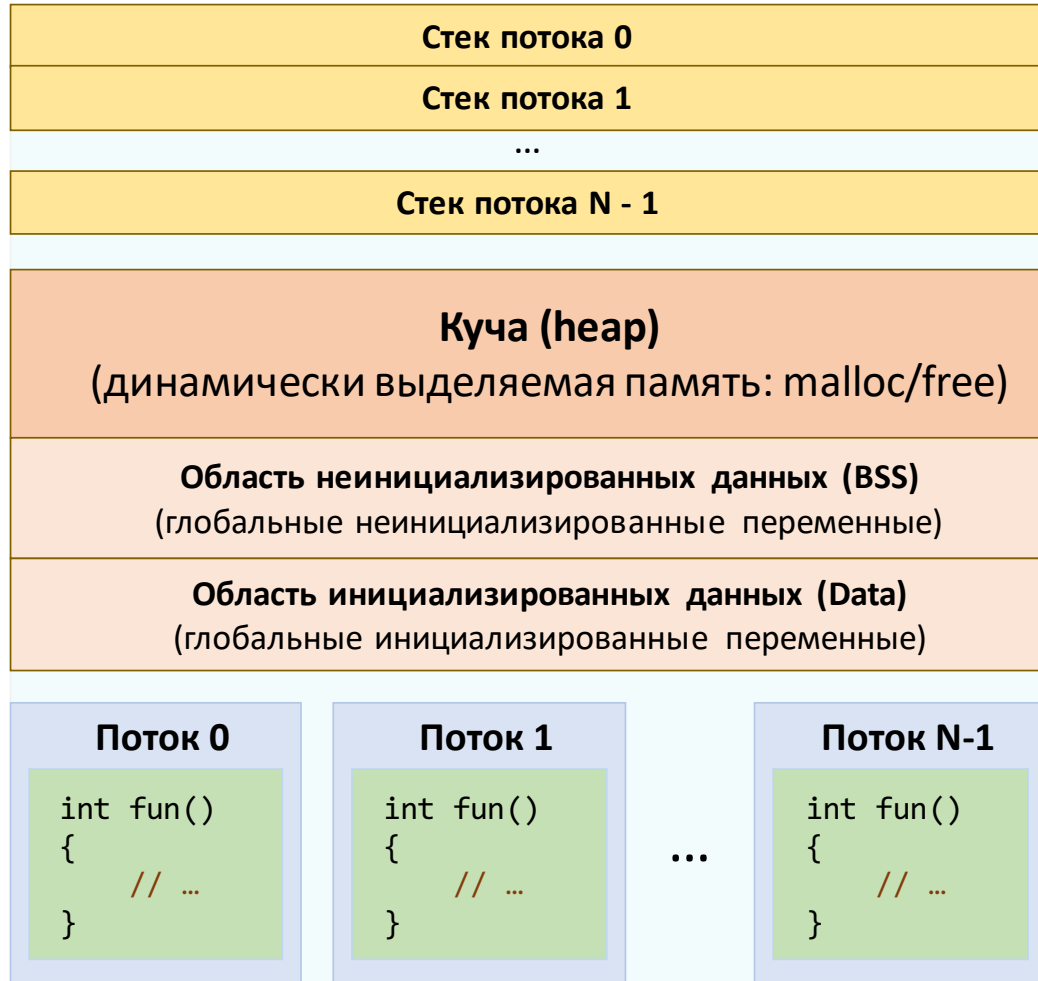 Стек потока 0
Стек потока 1
...
Стек потока N - 1
Куча (heap)
(динамически выделяемая память: malloc/free)
Область неинициализированных данных (BSS)
(глобальные неинициализированные переменные)
Область инициализированных данных (Data)
(глобальные инициализированные переменные)
Поток 0
int fun()
{
// …
}
Поток 1
int fun()
{
// …
}
...
Поток N-1
int fun()
{
// …
}